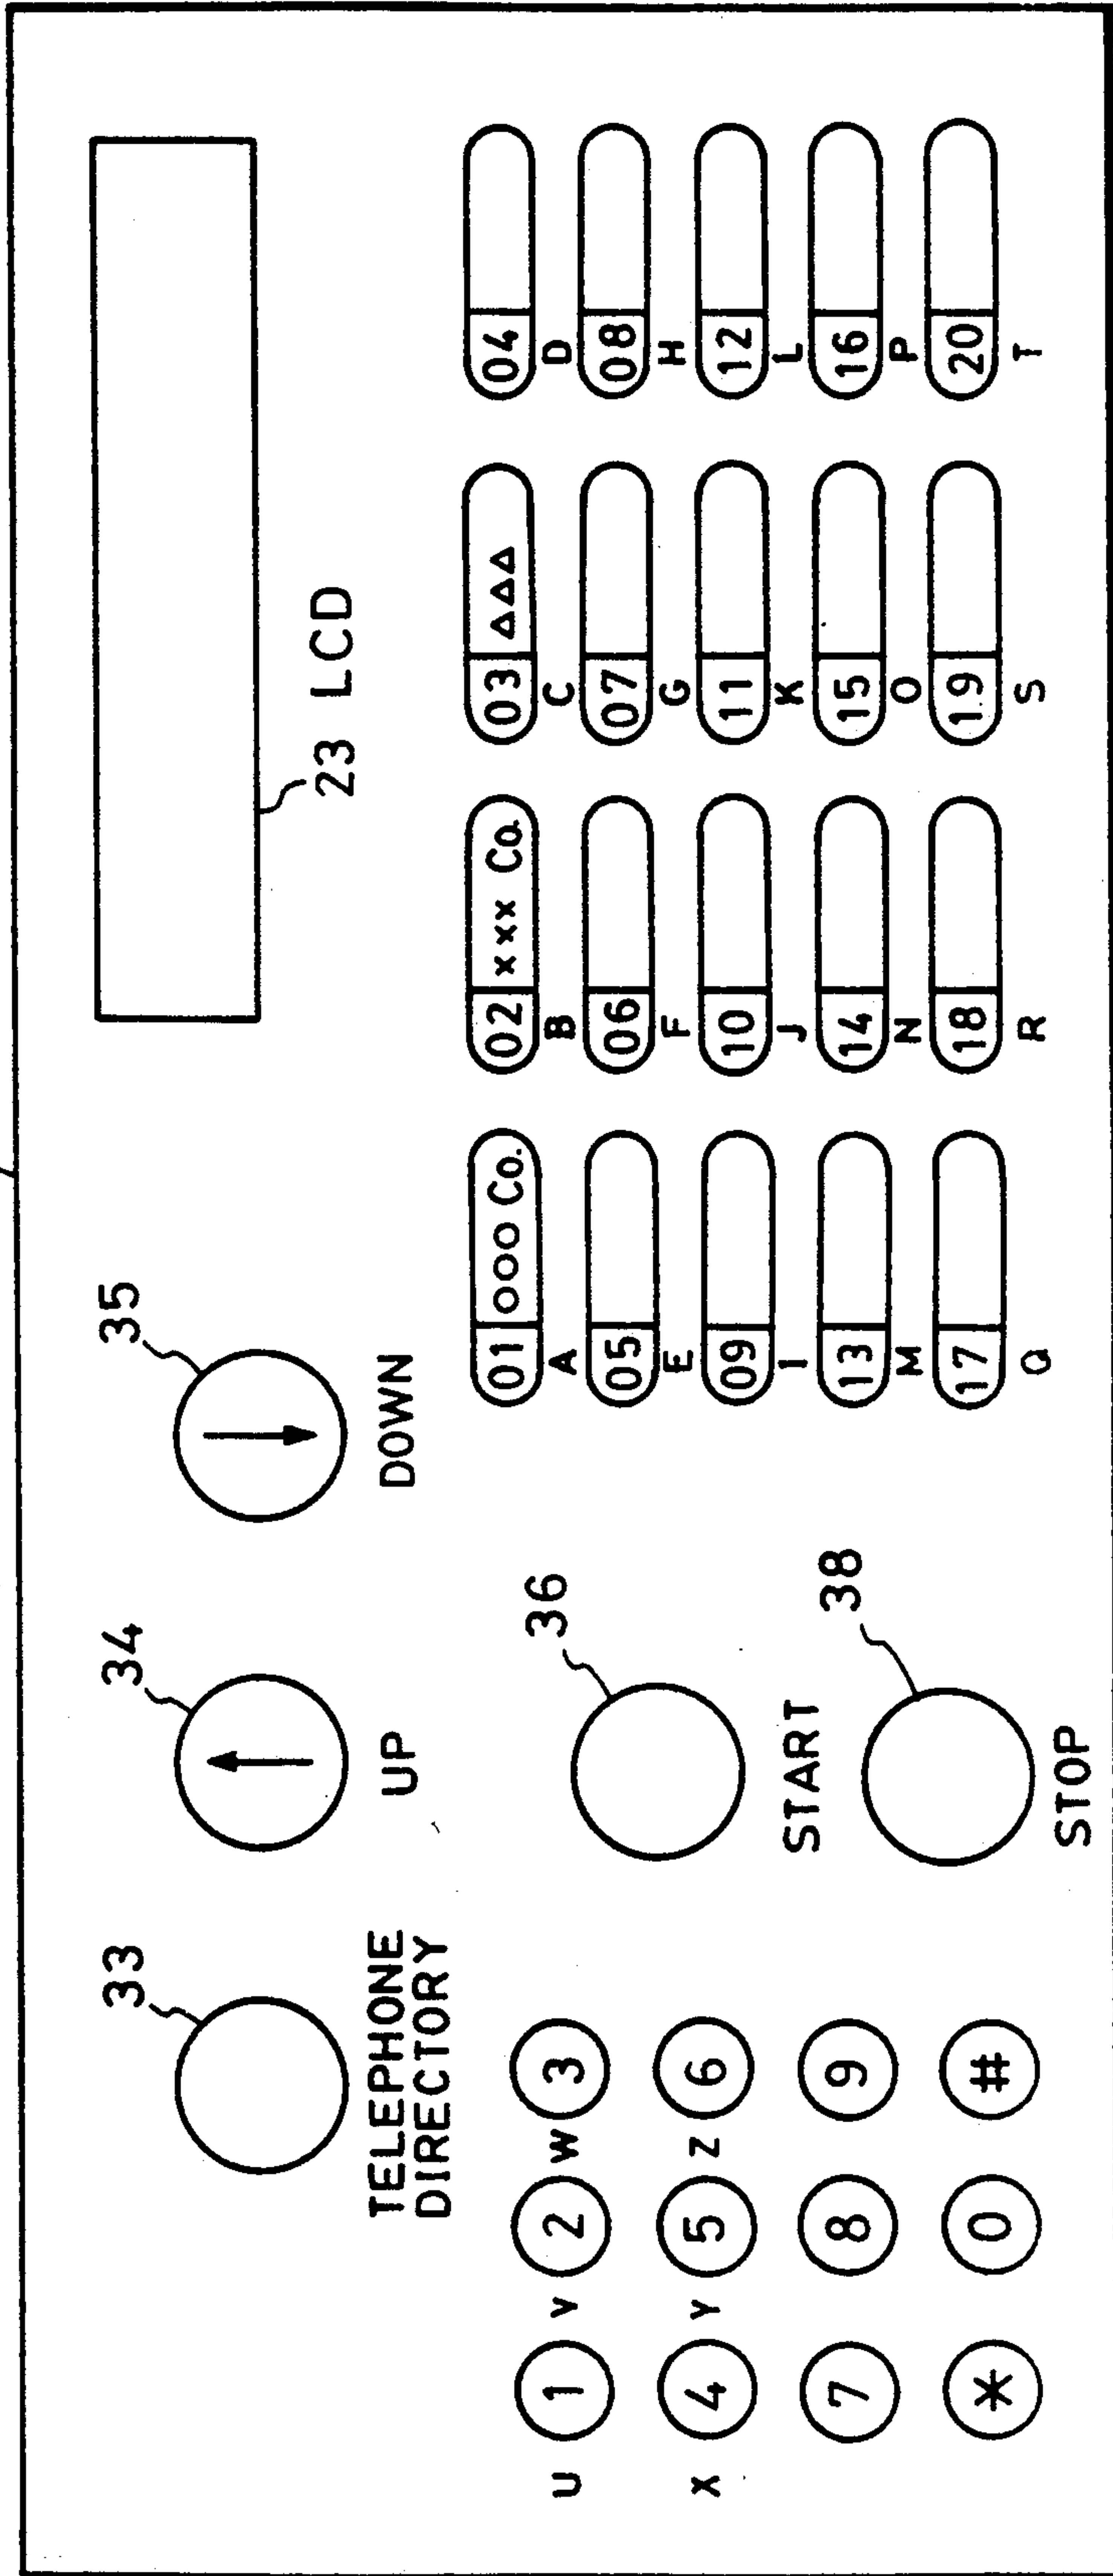 33
34
35
TELEPHONE
DIRECTORY
UP
DOWN
23 LCD
U 1 V 2 W 3
X 4 Y 5 Z 6
7 8 9
* 0 #
36
START
38
STOP
01 ○○○ Co. 02 ××× Co. 03 △△△ 04
A B C D
05 06 07 08
E F G H
09 10 11 12
I J K L
13 14 15 16
M N O P
17 18 19 20
Q R S T